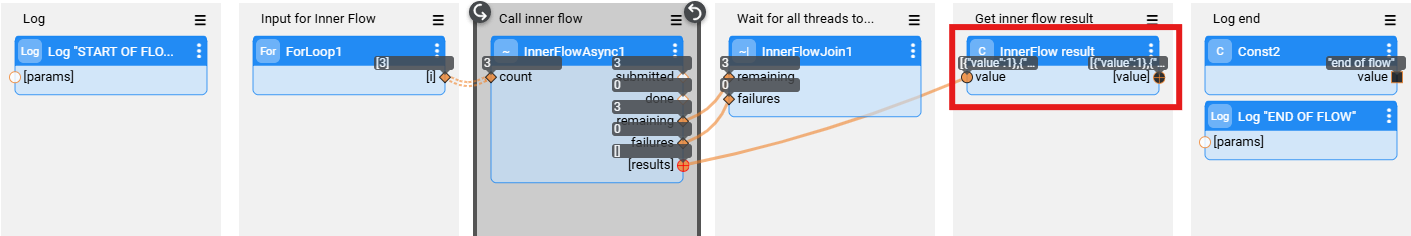 Log
Log Log "START OF FLO...
[params]
Input for Inner Flow
For ForLoop1
[3]
[i]
Call inner flow
~ InnerFlowAsync1
3
count
3
submitted
0
done
3
remaining
0
failures
[]
[results]
Wait for all threads to...
~| InnerFlowJoin1
3
remaining
0
failures
Get inner flow result
C InnerFlow result
[{"value":1},{"... [{"value":1},{"...
value [value]
Log end
C Const2
"end of flow"
value
Log Log "END OF FLOW"
[params]